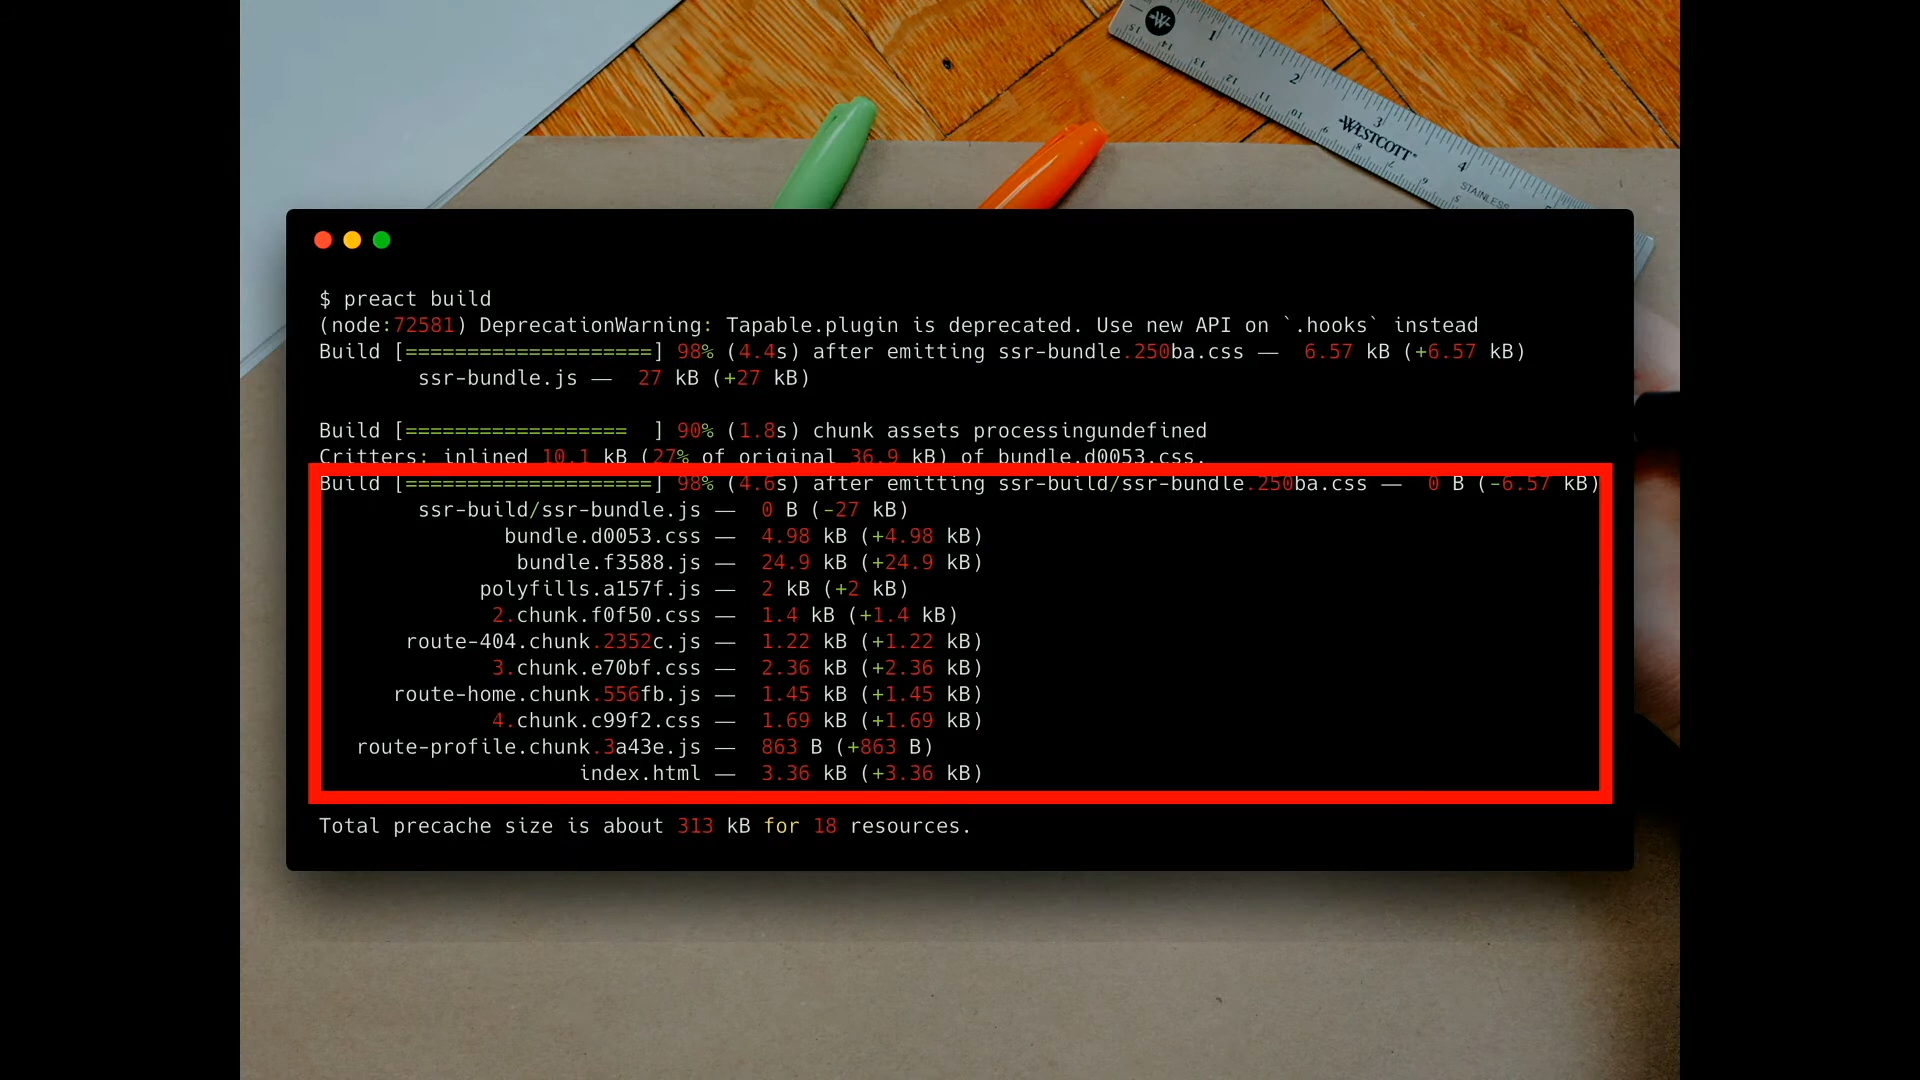 WESTCOTT
STAINLESS
$ preact build
(node:72581) DeprecationWarning: Tapable.plugin is deprecated. Use new API on `.hooks` instead
Build [====================] 98% (4.4s) after emitting ssr-bundle.250ba.css — 6.57 kB (+6.57 kB)
ssr-bundle.js — 27 kB (+27 kB)
Build [================== ] 90% (1.8s) chunk assets processingundefined
Critters: inlined 10.1 kB (27% of original 36.9 kB) of bundle.d0053.css.
Build [====================] 98% (4.6s) after emitting ssr-build/ssr-bundle.250ba.css — 0 B (-6.57 kB)
ssr-build/ssr-bundle.js — 0 B (-27 kB)
bundle.d0053.css — 4.98 kB (+4.98 kB)
bundle.f3588.js — 24.9 kB (+24.9 kB)
polyfills.a157f.js — 2 kB (+2 kB)
2.chunk.f0f50.css — 1.4 kB (+1.4 kB)
route-404.chunk.2352c.js — 1.22 kB (+1.22 kB)
3.chunk.e70bf.css — 2.36 kB (+2.36 kB)
route-home.chunk.556fb.js — 1.45 kB (+1.45 kB)
4.chunk.c99f2.css — 1.69 kB (+1.69 kB)
route-profile.chunk.3a43e.js — 863 B (+863 B)
index.html — 3.36 kB (+3.36 kB)
Total precache size is about 313 kB for 18 resources.